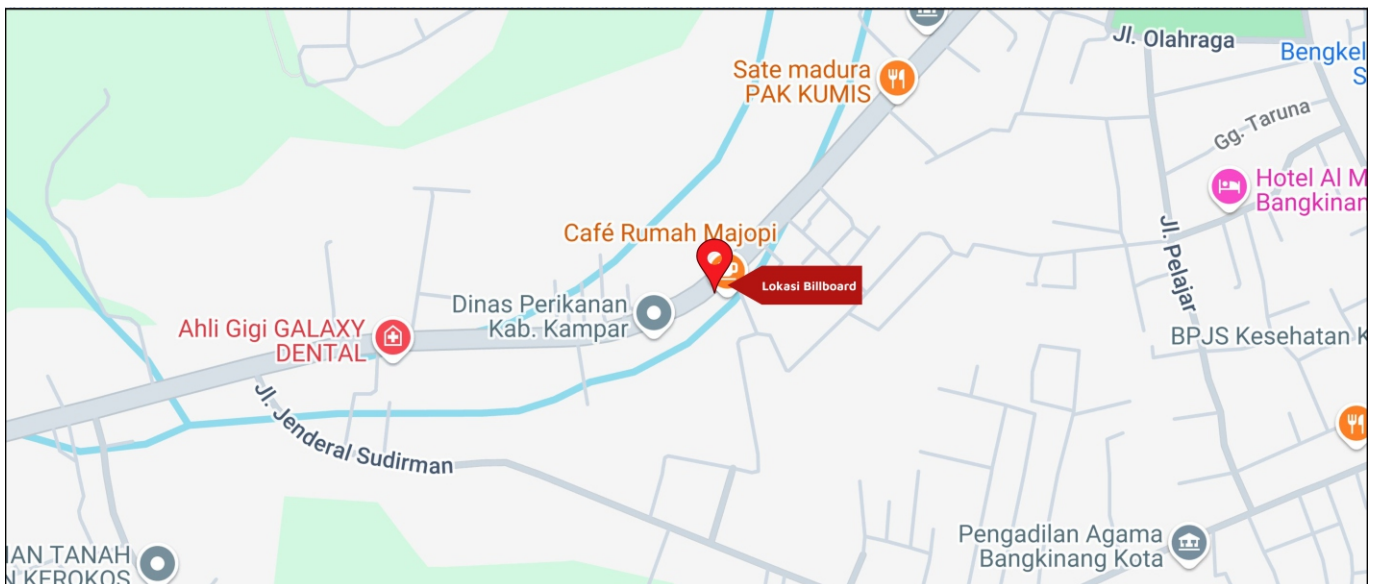 Jl. Olahraga
Bengkel
S
Sate madura
PAK KUMIS
Gg. Taruna
Hotel Al M
Bangkinan
Café Rumah Majopi
Jl. Pelajar
Lokasi Billboard
Dinas Perikanan
Kab. Kampar
Ahli Gigi GALAXY
DENTAL
BPJS Kesehatan K
Jl. Jenderal Sudirman
Pengadilan Agama
Bangkinang Kota
AN TANAH
KEROKOS